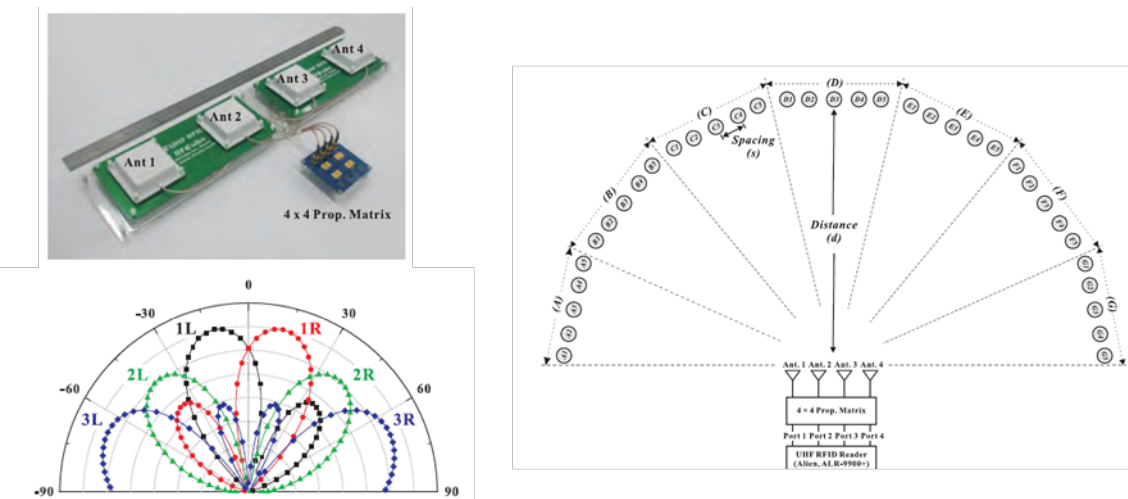 Ant 4
Ant 3
Ant 2
Ant 1
UHF RFID
4 x 4 Prop. Matrix
0
-30
30
1L
1R
2L
2R
-60
60
3L
3R
-90
90
(D)
D1 D2 D3 D4 D5
(C)
C1 C2 C3 C4 C5
(E)
E1 E2 E3 E4 E5
Spacing
(s)
(B)
B1 B2 B3 B4 B5
(F)
F1 F2 F3 F4 F5
Distance
(d)
(A)
A1 A2 A3 A4 A5
(G)
G1 G2 G3 G4 G5
Ant. 1 Ant. 2 Ant. 3 Ant. 4
4 × 4 Prop. Matrix
Port 1 Port 2 Port 3 Port 4
UHF RFID Reader
(Alien, ALR-9900+)